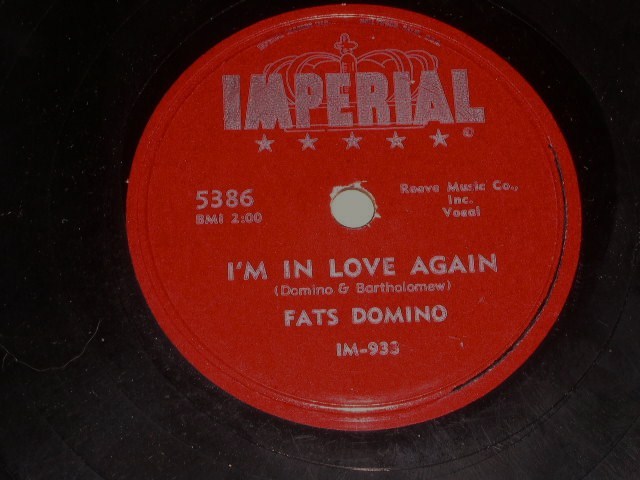 IMPERIAL
5386
BMI 2:00
Reeve Music Co.,
Inc.
Vocal
I'M IN LOVE AGAIN
(Domino & Bartholomew)
FATS DOMINO
IM-933